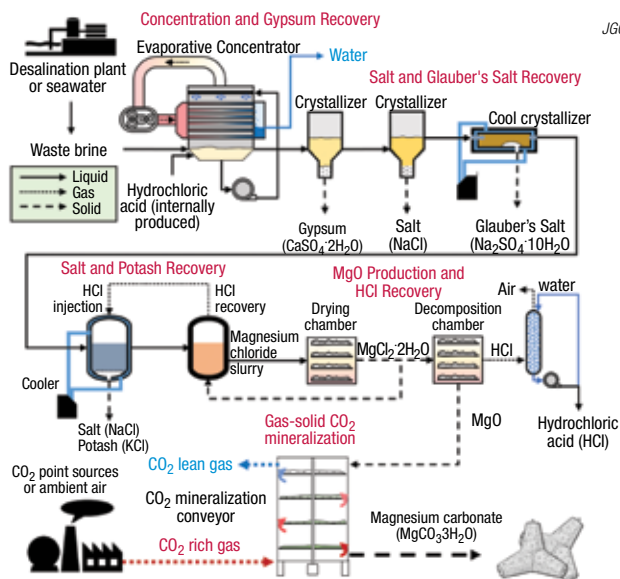 Concentration and Gypsum Recovery
JG
Desalination plant
or seawater
Evaporative Concentrator
Water
Salt and Glauber's Salt Recovery
Crystallizer
Crystallizer
Cool crystallizer
Waste brine
Liquid
Gas
Solid
Hydrochloric
acid (internally
produced)
Gypsum
(CaSO4·2H2O)
Salt
(NaCl)
Glauber's Salt
(Na2SO4·10H2O
Salt and Potash Recovery
HCl
injection
HCl
recovery
MgO Production and
HCl Recovery
Drying
chamber
Decomposition
chamber
Air
water
Magnesium
chloride
slurry
MgCl2·2H2O
HCl
Cooler
Salt (NaCl)
Potash (KCl)
MgO
Hydrochloric
acid (HCl)
Gas-solid CO2
mineralization
CO2 point sources
or ambient air
CO2 lean gas
CO2 mineralization
conveyor
CO2 rich gas
Magnesium carbonate
(MgCO33H2O)